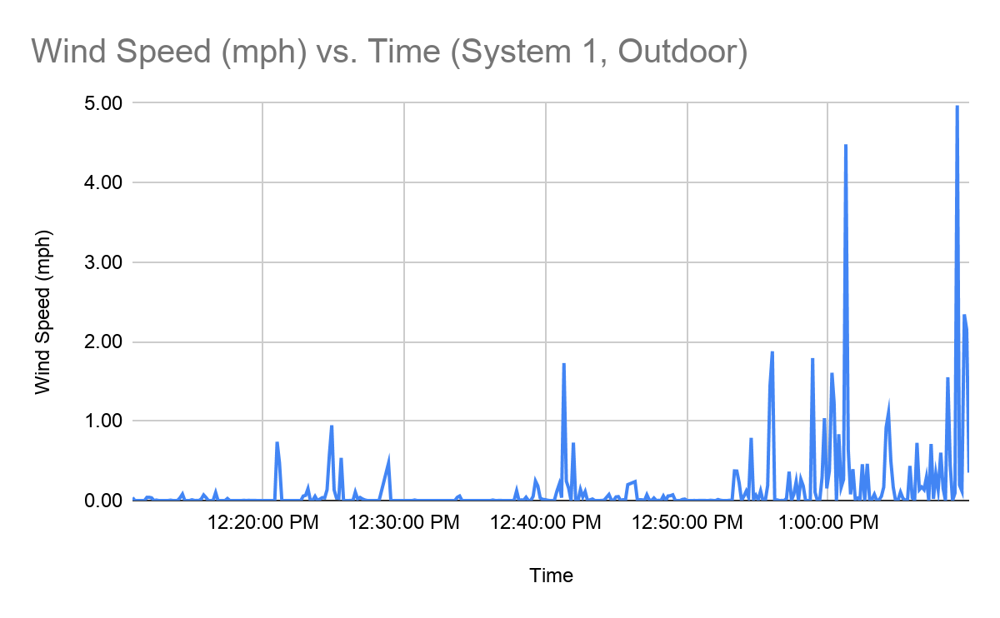 Wind Speed (mph) vs. Time (System 1, Outdoor)
5.00
4.00
3.00
2.00
1.00
0.00
Wind Speed (mph)
12:20:00 PM 12:30:00 PM 12:40:00 PM 12:50:00 PM 1:00:00 PM
Time